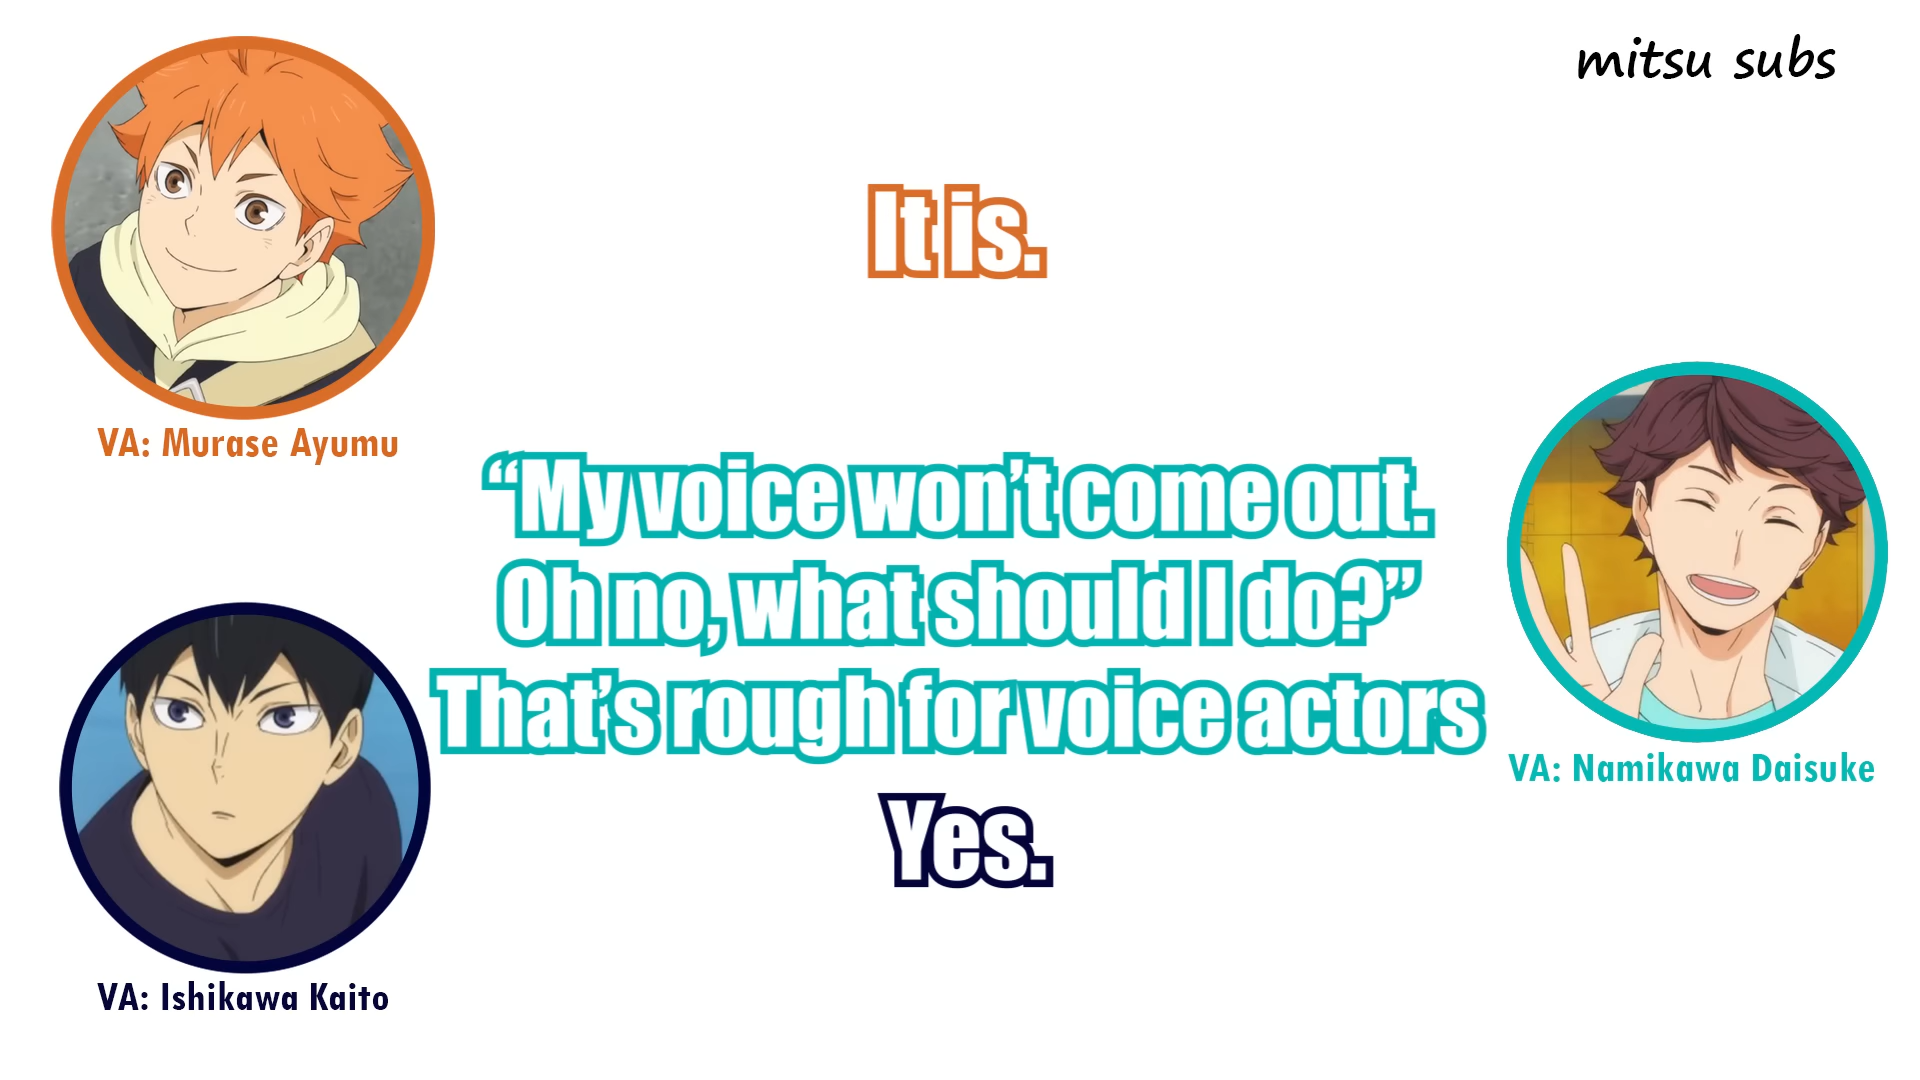 mitsu subs
It is.
VA: Murase Ayumu
“My voice won’t come out.
Oh no, what should I do?”
That’s rough for voice actors
VA: Namikawa Daisuke
Yes.
VA: Ishikawa Kaito